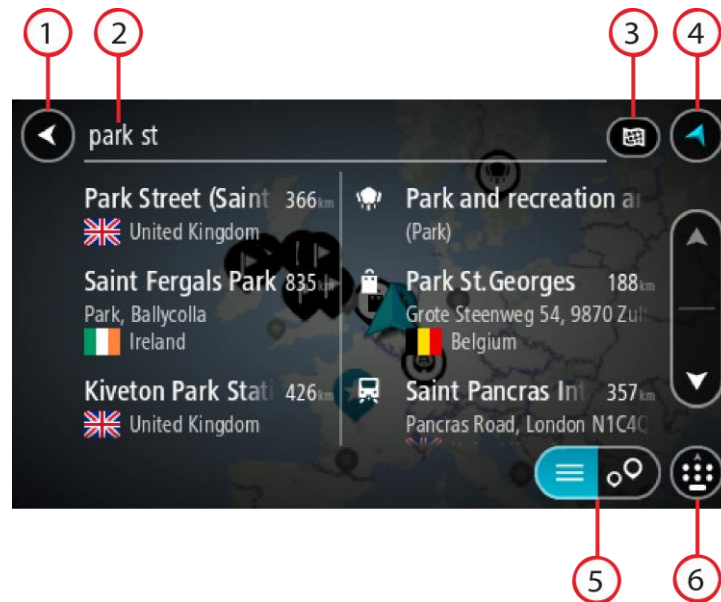 1
2
3
4
park st
Park Street (Saint
366km
United Kingdom
Saint Fergals Park
835km
Park, Ballycolla
Ireland
Kiveton Park Stati
426km
United Kingdom
Park and recreation a
(Park)
Park St.Georges
188km
Grote Steenweg 54, 9870 Zul
Belgium
Saint Pancras Int
357km
Pancras Road, London N1C4Q
5
6